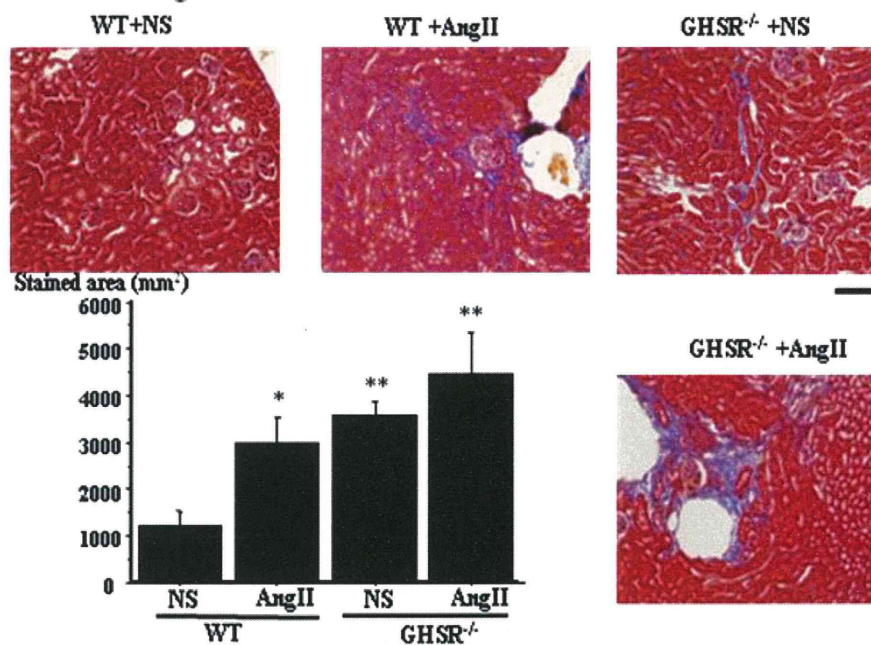 WT+NS
WT +AngII
GHSR-/- +NS
Stained area (mm²)
6000
5000
4000
3000
2000
1000
0
*
**
**
NS
AngII
NS
AngII
WT
GHSR-/-
GHSR-/- +AngII